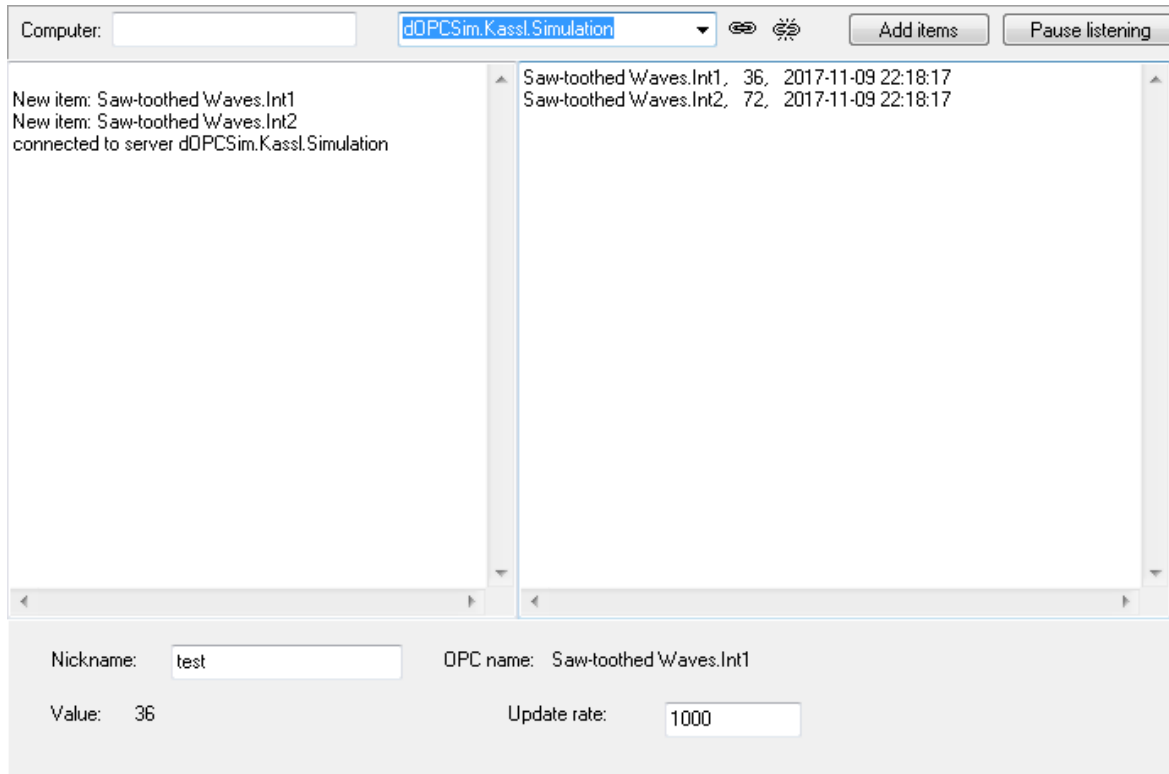 Computer: dOPCSim.Kassl.Simulation Add items Pause listening
New item: Saw-toothed Waves.Int1
New item: Saw-toothed Waves.Int2
connected to server dOPCSim.Kassl.Simulation
Saw-toothed Waves.Int1, 36, 2017-11-09 22:18:17
Saw-toothed Waves.Int2, 72, 2017-11-09 22:18:17
Nickname: test OPC name: Saw-toothed Waves.Int1
Value: 36 Update rate: 1000